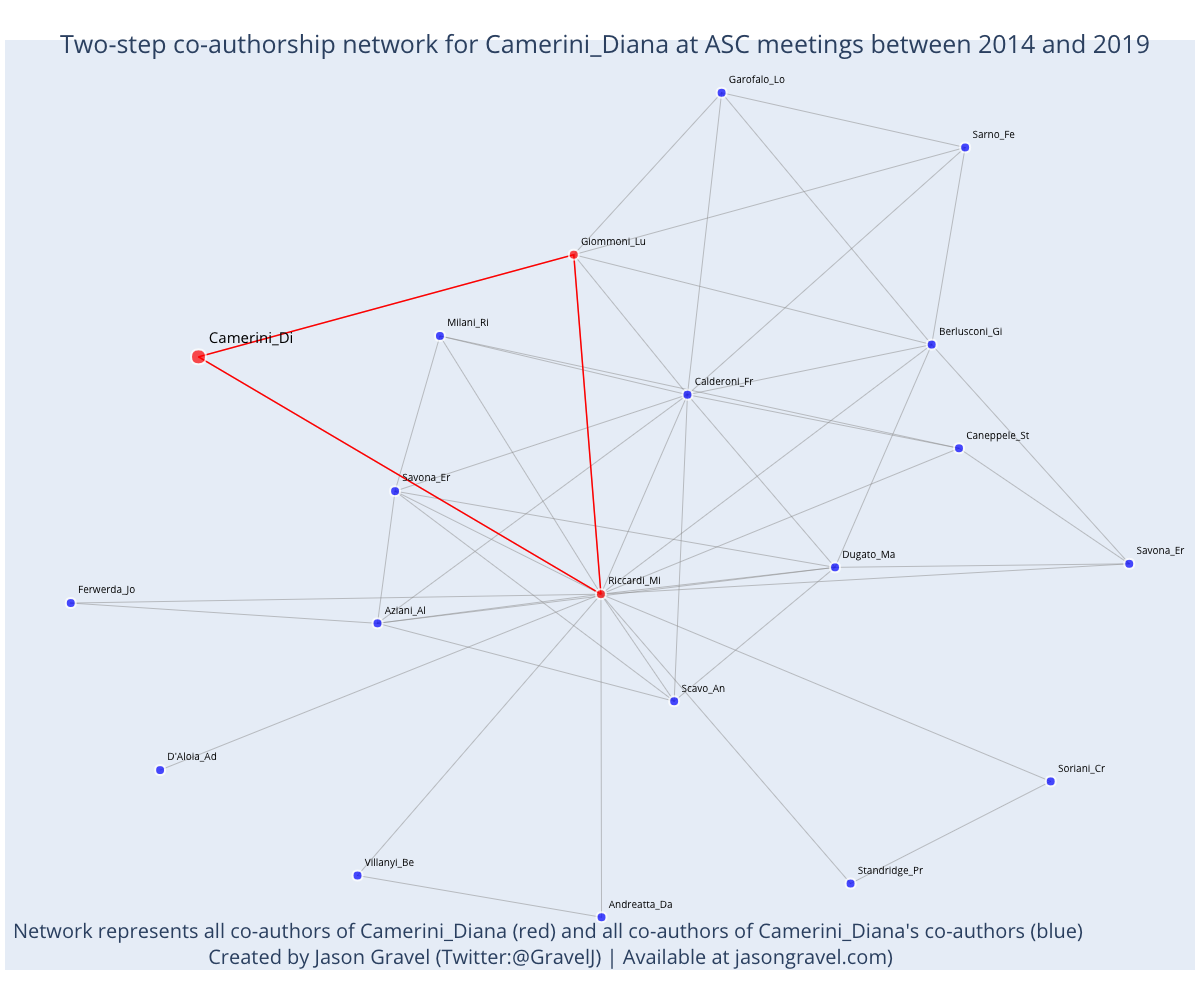 Two-step co-authorship network for Camerini_Diana at ASC meetings between 2014 and 2019
Garofalo_Lo
Sarno_Fe
Giommoni_Lu
Milani_Ri
Berlusconi_Gi
Camerini_Di
Calderoni_Fr
Caneppele_St
Savona_Er
Savona_Er
Dugato_Ma
Riccardi_Mi
Ferwerda_Jo
Aziani_Al
Scavo_An
D'Aloia_Ad
Soriani_Cr
Villanyi_Be
Standridge_Pr
Andreatta_Da
Network represents all co-authors of Camerini_Diana (red) and all co-authors of Camerini_Diana's co-authors (blue)
Created by Jason Gravel (Twitter:@GravelJ) | Available at jasongravel.com)